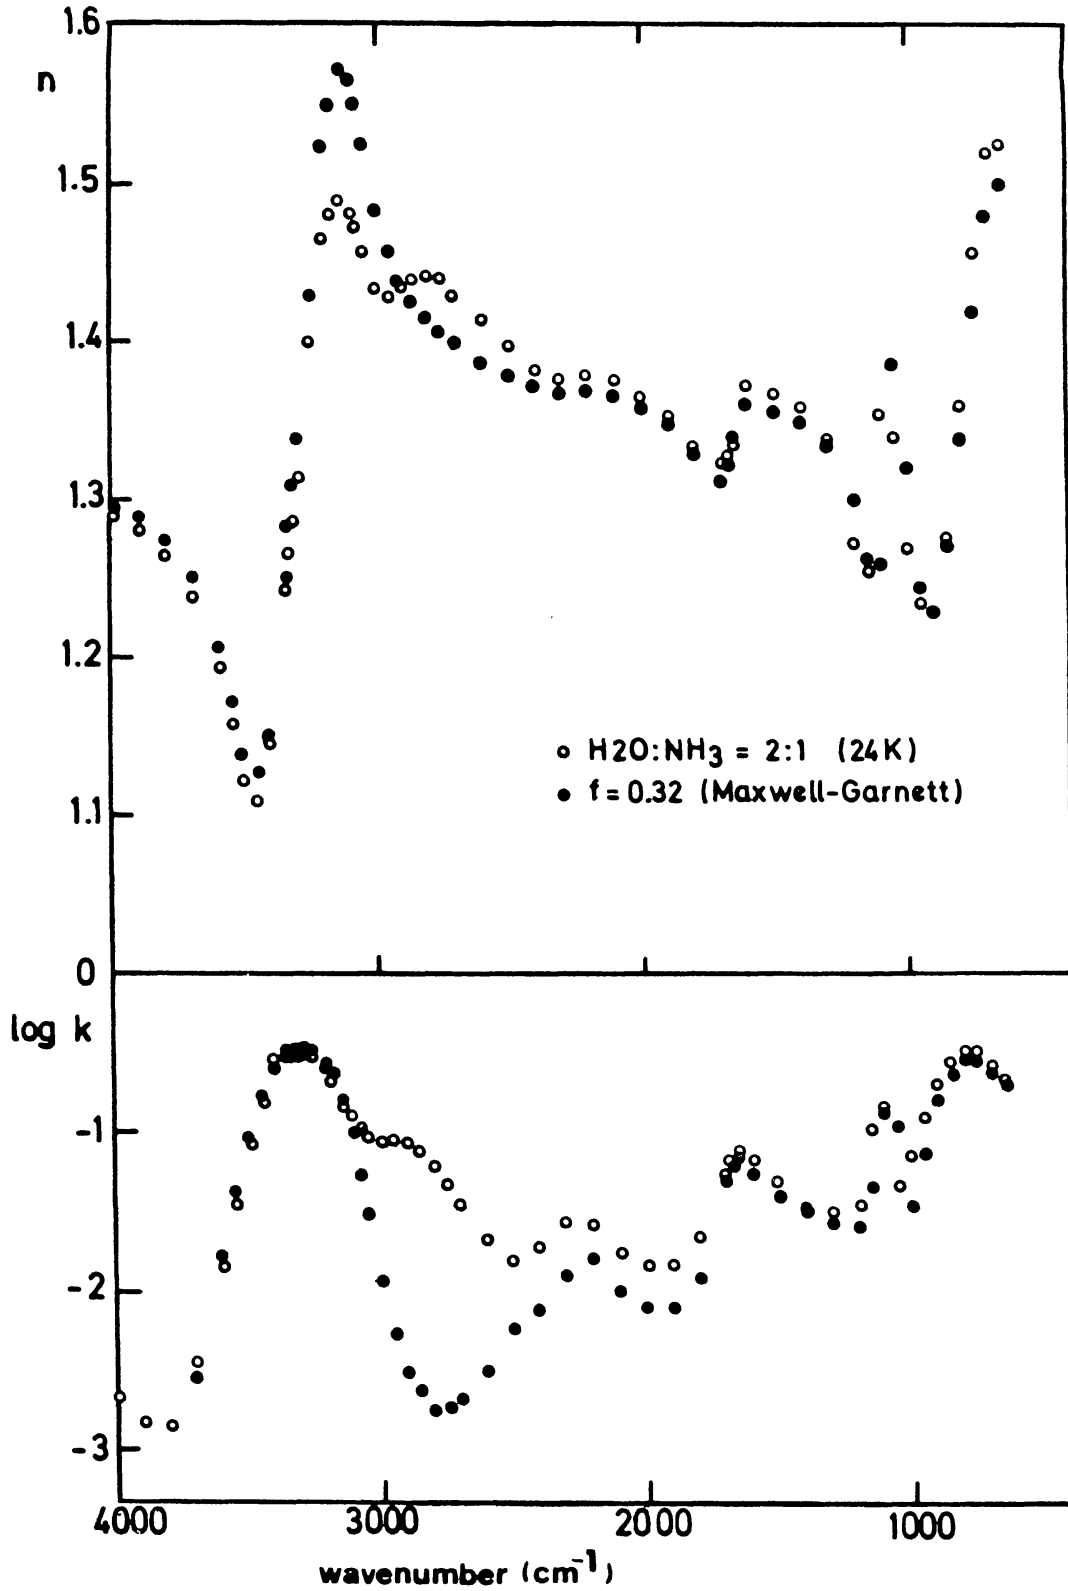 1.6
n
1.5
1.4
1.3
1.2
1.1
H2O:NH3 = 2:1 (24K)
f=0.32 (Maxwell-Garnett)
0
log k
-1
-2
-3
4000 3000 2000 1000
wavenumber (cm-1)